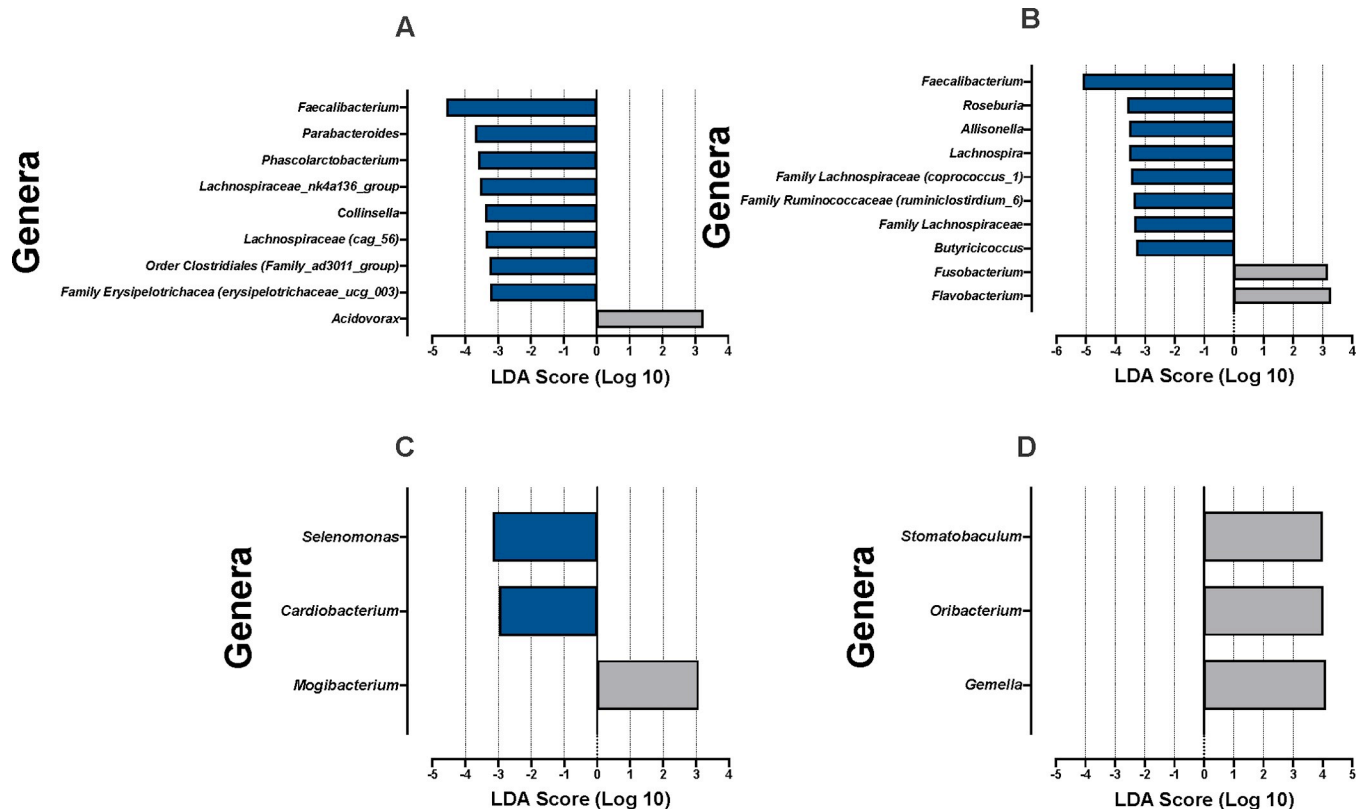 A
Genera
Faecalibacterium
Parabacteroides
Phascolarctobacterium
Lachnospiraceae_nk4a136_group
Collinsella
Lachnospiraceae (cag_56)
Order Clostridiales (Family_ad3011_group)
Family Erysipelotrichacea (erysipelotrichaceae_ucg_003)
Acidovorax
-5 -4 -3 -2 -1 0 1 2 3 4
LDA Score (Log 10)
B
Genera
Faecalibacterium
Roseburia
Allisonella
Lachnospira
Family Lachnospiraceae (coprococcus_1)
Family Ruminococcaceae (ruminiclostirdium_6)
Family Lachnospiraceae
Butyricicoccus
Fusobacterium
Flavobacterium
-6 -5 -4 -3 -2 -1 0 1 2 3 4
LDA Score (Log 10)
C
Genera
Selenomonas
Cardiobacterium
Mogibacterium
-5 -4 -3 -2 -1 0 1 2 3 4
LDA Score (Log 10)
D
Genera
Stomatobaculum
Oribacterium
Gemella
-5 -4 -3 -2 -1 0 1 2 3 4 5
LDA Score (Log 10)